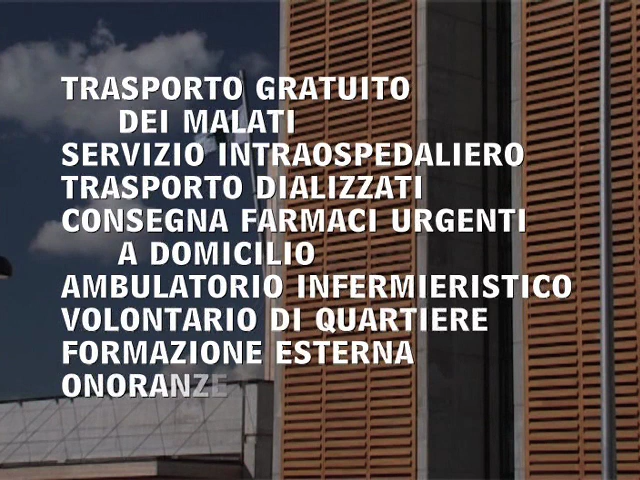 TRASPORTO GRATUITO
DEI MALATI
SERVIZIO INTRAOSPEDALIERO
TRASPORTO DIALIZZATI
CONSEGNA FARMACI URGENTI
A DOMICILIO
AMBULATORIO INFERMIERISTICO
VOLONTARIO DI QUARTIERE
FORMAZIONE ESTERNA
ONORANZE